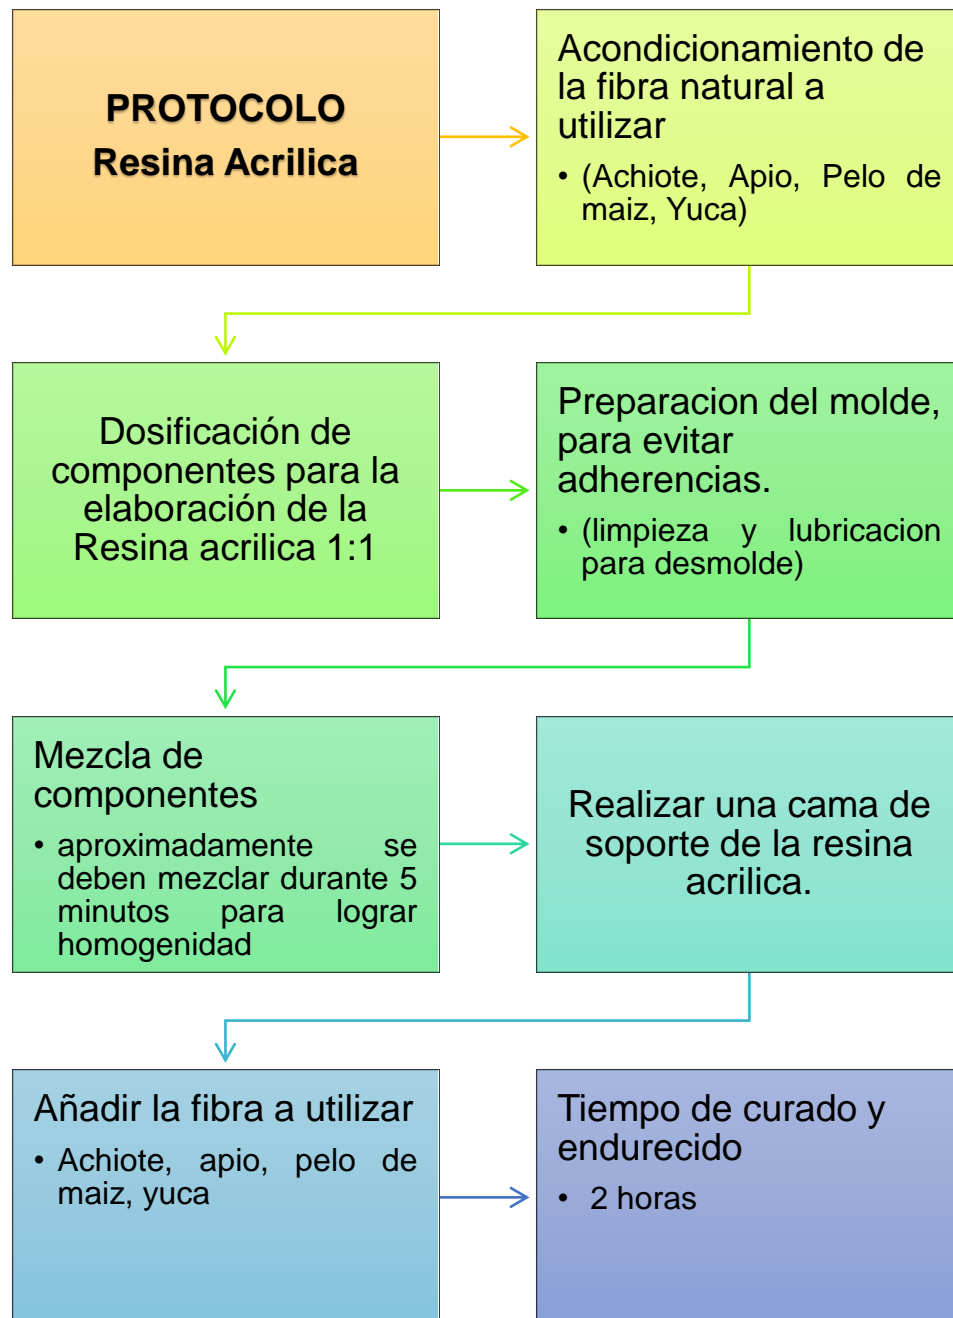 PROTOCOLO
Resina Acrilica
Acondicionamiento de
la fibra natural a
utilizar
• (Achiote, Apio, Pelo de
maiz, Yuca)
Dosificación de
componentes para la
elaboración de la
Resina acrilica 1:1
Preparacion del molde,
para evitar
adherencias.
• (limpieza y lubricacion
para desmolde)
Mezcla de
componentes
• aproximadamente se
deben mezclar durante 5
minutos para lograr
homogenidad
Realizar una cama de
soporte de la resina
acrilica.
Añadir la fibra a utilizar
• Achiote, apio, pelo de
maiz, yuca
Tiempo de curado y
endurecido
• 2 horas